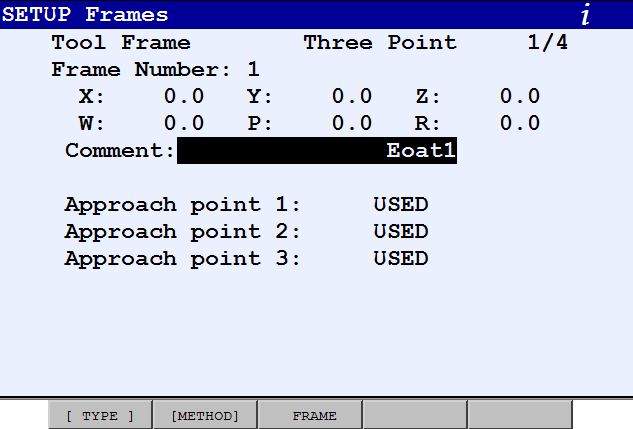 SETUP Frames i
Tool Frame Three Point 1/4
Frame Number: 1
X: 0.0 Y: 0.0 Z: 0.0
W: 0.0 P: 0.0 R: 0.0
Comment: Eoat1
Approach point 1: USED
Approach point 2: USED
Approach point 3: USED
[ TYPE ] [METHOD] FRAME